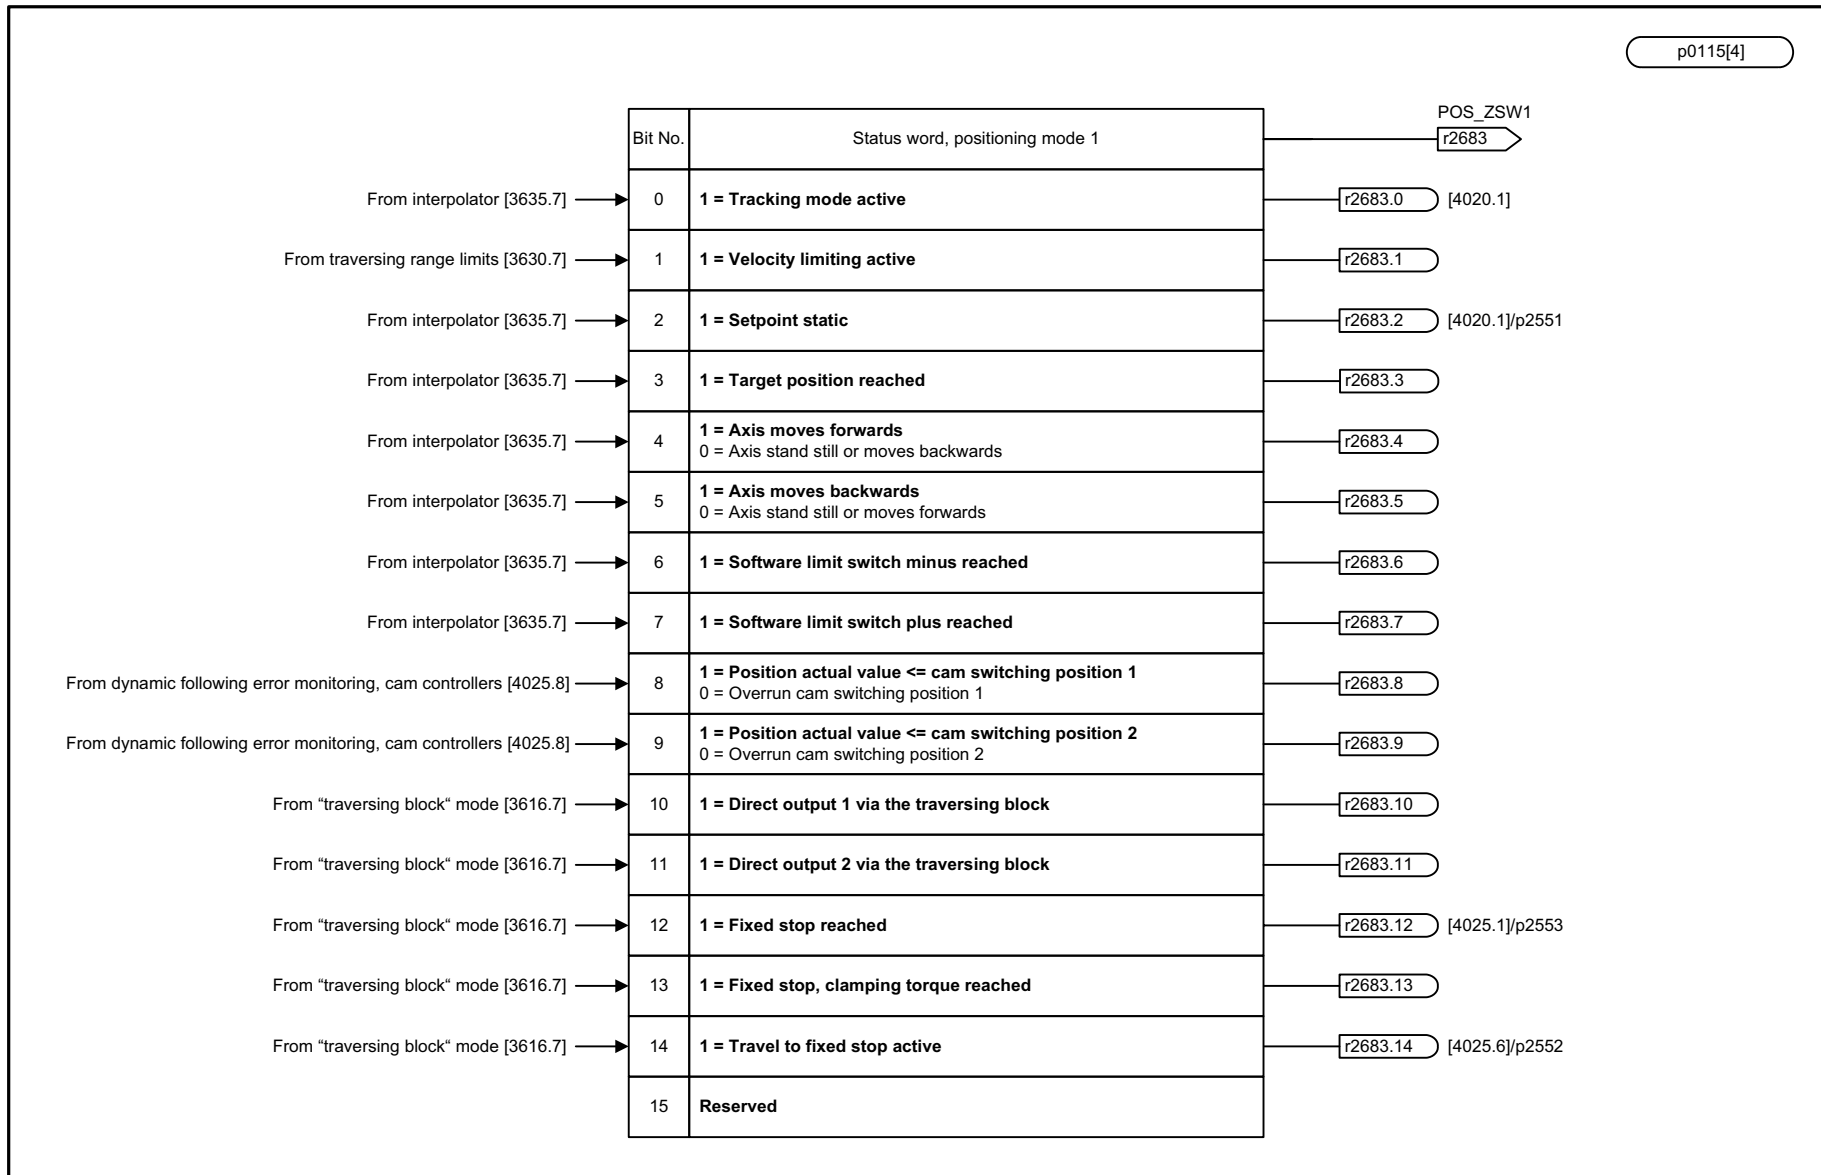 p0115[4]
POS_ZSW1
Bit No. Status word, positioning mode 1 r2683
From interpolator [3635.7] 0 1 = Tracking mode active r2683.0 [4020.1]
From traversing range limits [3630.7] 1 1 = Velocity limiting active r2683.1
From interpolator [3635.7] 2 1 = Setpoint static r2683.2 [4020.1]/p2551
From interpolator [3635.7] 3 1 = Target position reached r2683.3
From interpolator [3635.7] 4 1 = Axis moves forwards r2683.4
0 = Axis stand still or moves backwards
From interpolator [3635.7] 5 1 = Axis moves backwards r2683.5
0 = Axis stand still or moves forwards
From interpolator [3635.7] 6 1 = Software limit switch minus reached r2683.6
From interpolator [3635.7] 7 1 = Software limit switch plus reached r2683.7
From dynamic following error monitoring, cam controllers [4025.8] 8 1 = Position actual value <= cam switching position 1 r2683.8
0 = Overrun cam switching position 1
From dynamic following error monitoring, cam controllers [4025.8] 9 1 = Position actual value <= cam switching position 2 r2683.9
0 = Overrun cam switching position 2
From “traversing block“ mode [3616.7] 10 1 = Direct output 1 via the traversing block r2683.10
From “traversing block“ mode [3616.7] 11 1 = Direct output 2 via the traversing block r2683.11
From “traversing block“ mode [3616.7] 12 1 = Fixed stop reached r2683.12 [4025.1]/p2553
From “traversing block“ mode [3616.7] 13 1 = Fixed stop, clamping torque reached r2683.13
From “traversing block“ mode [3616.7] 14 1 = Travel to fixed stop active r2683.14 [4025.6]/p2552
15 Reserved